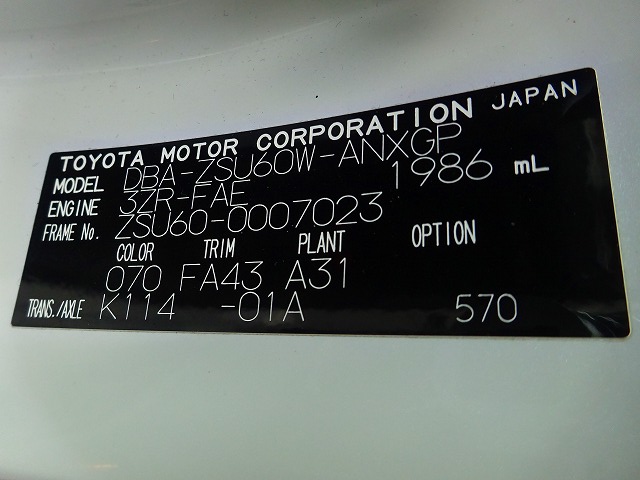 TOYOTA MOTOR CORPORATION JAPAN
MODEL DBA-ZSU60W-ANXGP
ENGINE 3ZR-FAE 1986 mL
FRAME No. ZSU60-0007023
COLOR TRIM PLANT OPTION
070 FA43 A31
TRANS./AXLE K114 -01A 570